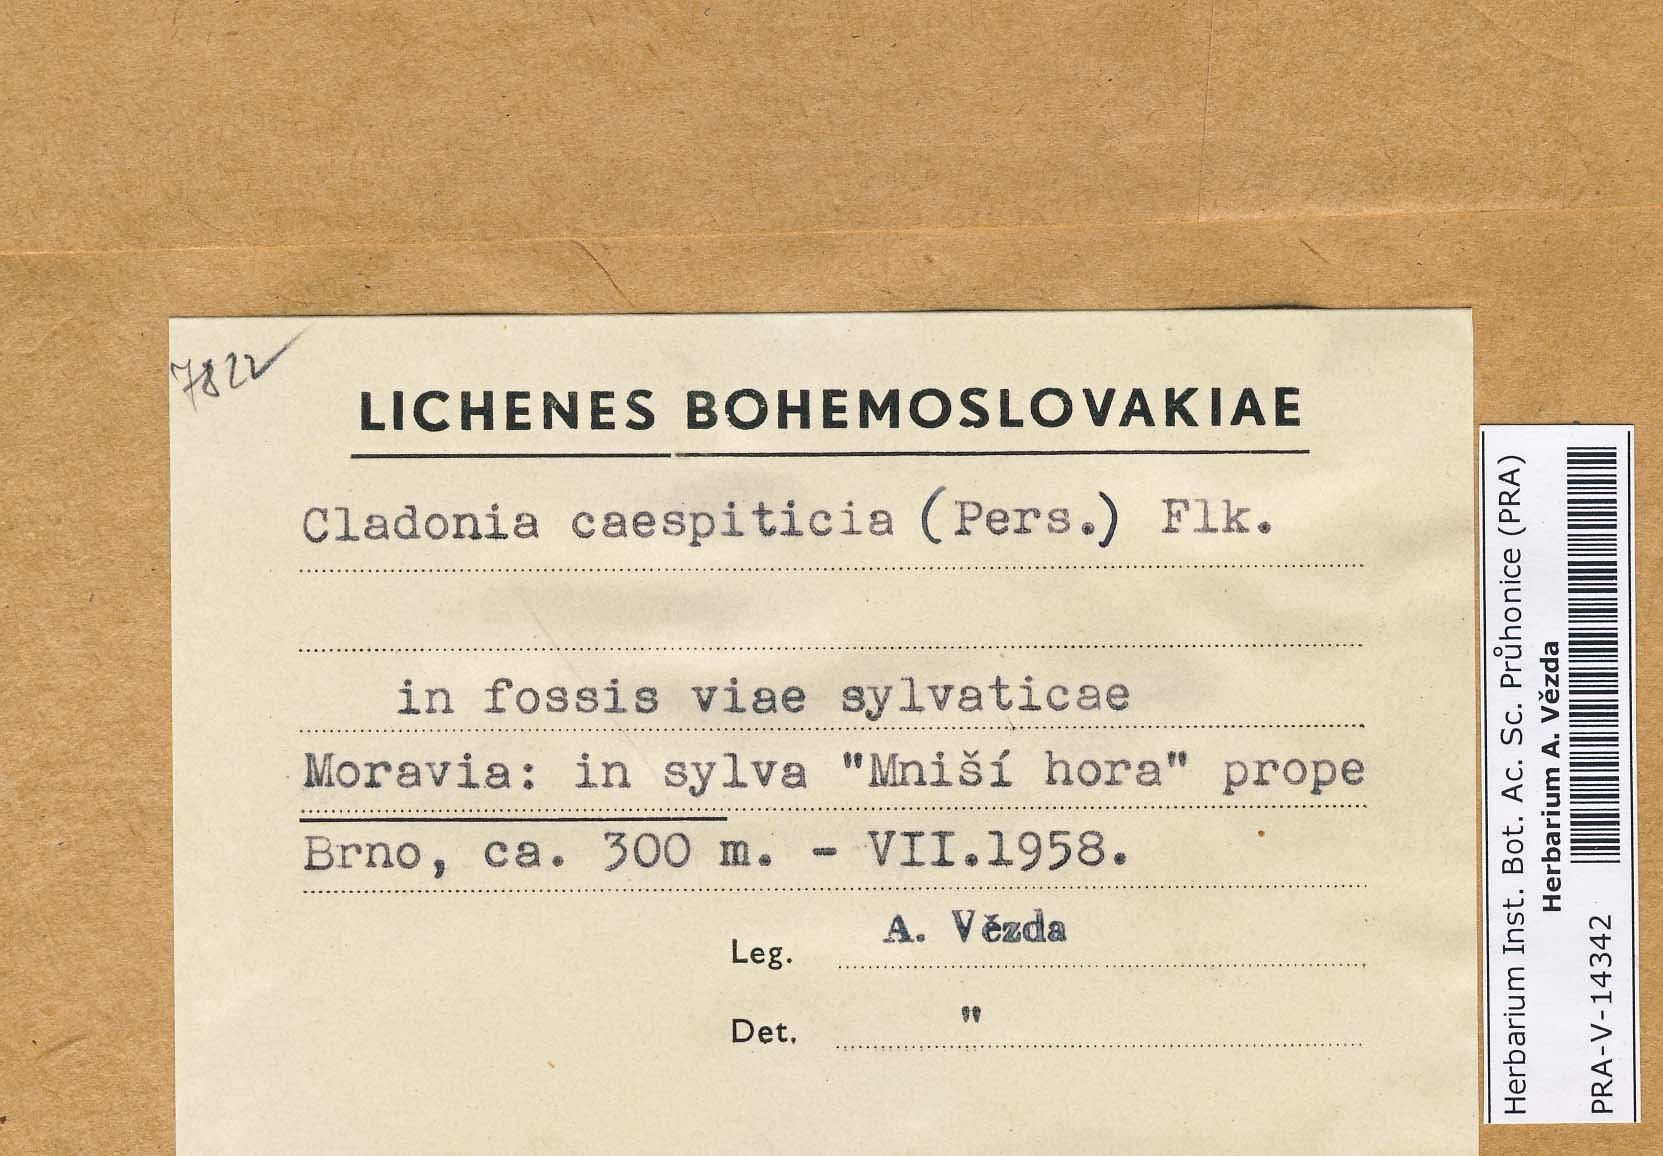 7822
LICHENES BOHEMOSLOVAKIAE
Cladonia caespiticia (Pers.) Flk.
in fossis viae sylvaticae
Moravia: in sylva "Mniší hora" prope
Brno, ca. 300 m. - VII.1958.
Leg. A. Vězda
Det. "
Herbarium Inst. Bot. Ac. Sc. Průhonice (PRA)
Herbarium A. Vězda
PRA-V-14342